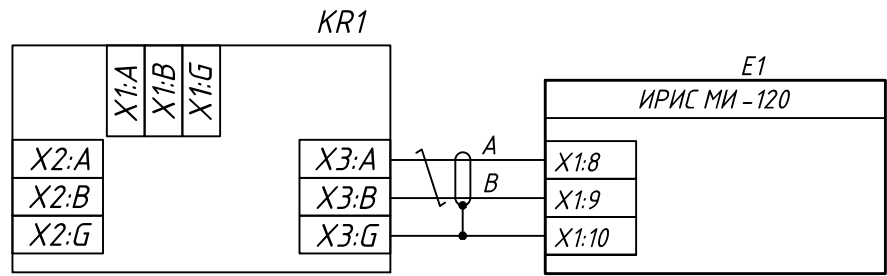 KR1
E1
X1:A X1:B X1:G
ИРИС МИ -120
X2:A X3:A A X1:8
X2:B X3:B B X1:9
X2:G X3:G X1:10